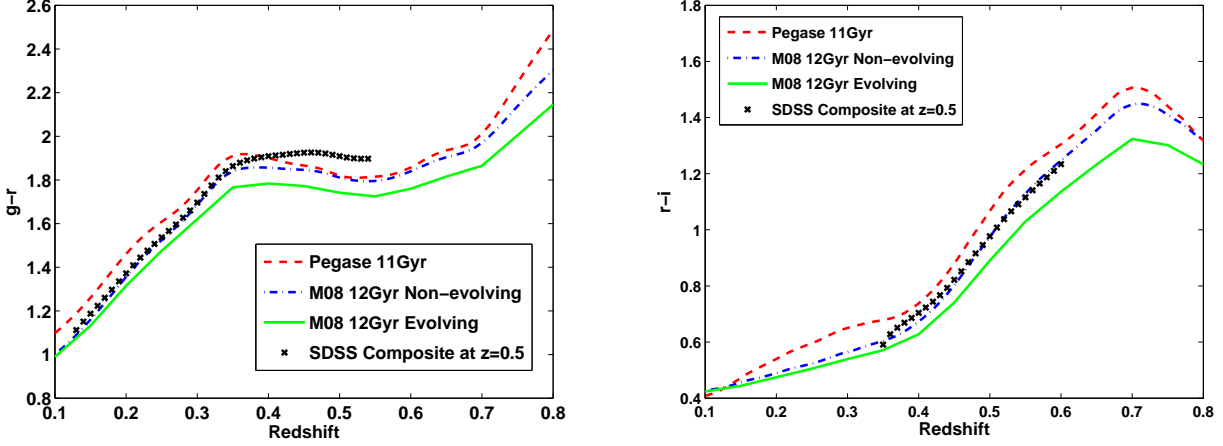 2.6
2.4
2.2
2
1.8
1.6
1.4
1.2
1
0.8
g-r
0.1 0.2 0.3 0.4 0.5 0.6 0.7 0.8
Redshift
Pegase 11Gyr
M08 12Gyr Non-evolving
M08 12Gyr Evolving
SDSS Composite at z=0.5
1.8
1.6
1.4
1.2
1
0.8
0.6
0.4
r-i
0.1 0.2 0.3 0.4 0.5 0.6 0.7 0.8
Redshift
Pegase 11Gyr
M08 12Gyr Non-evolving
M08 12Gyr Evolving
SDSS Composite at z=0.5